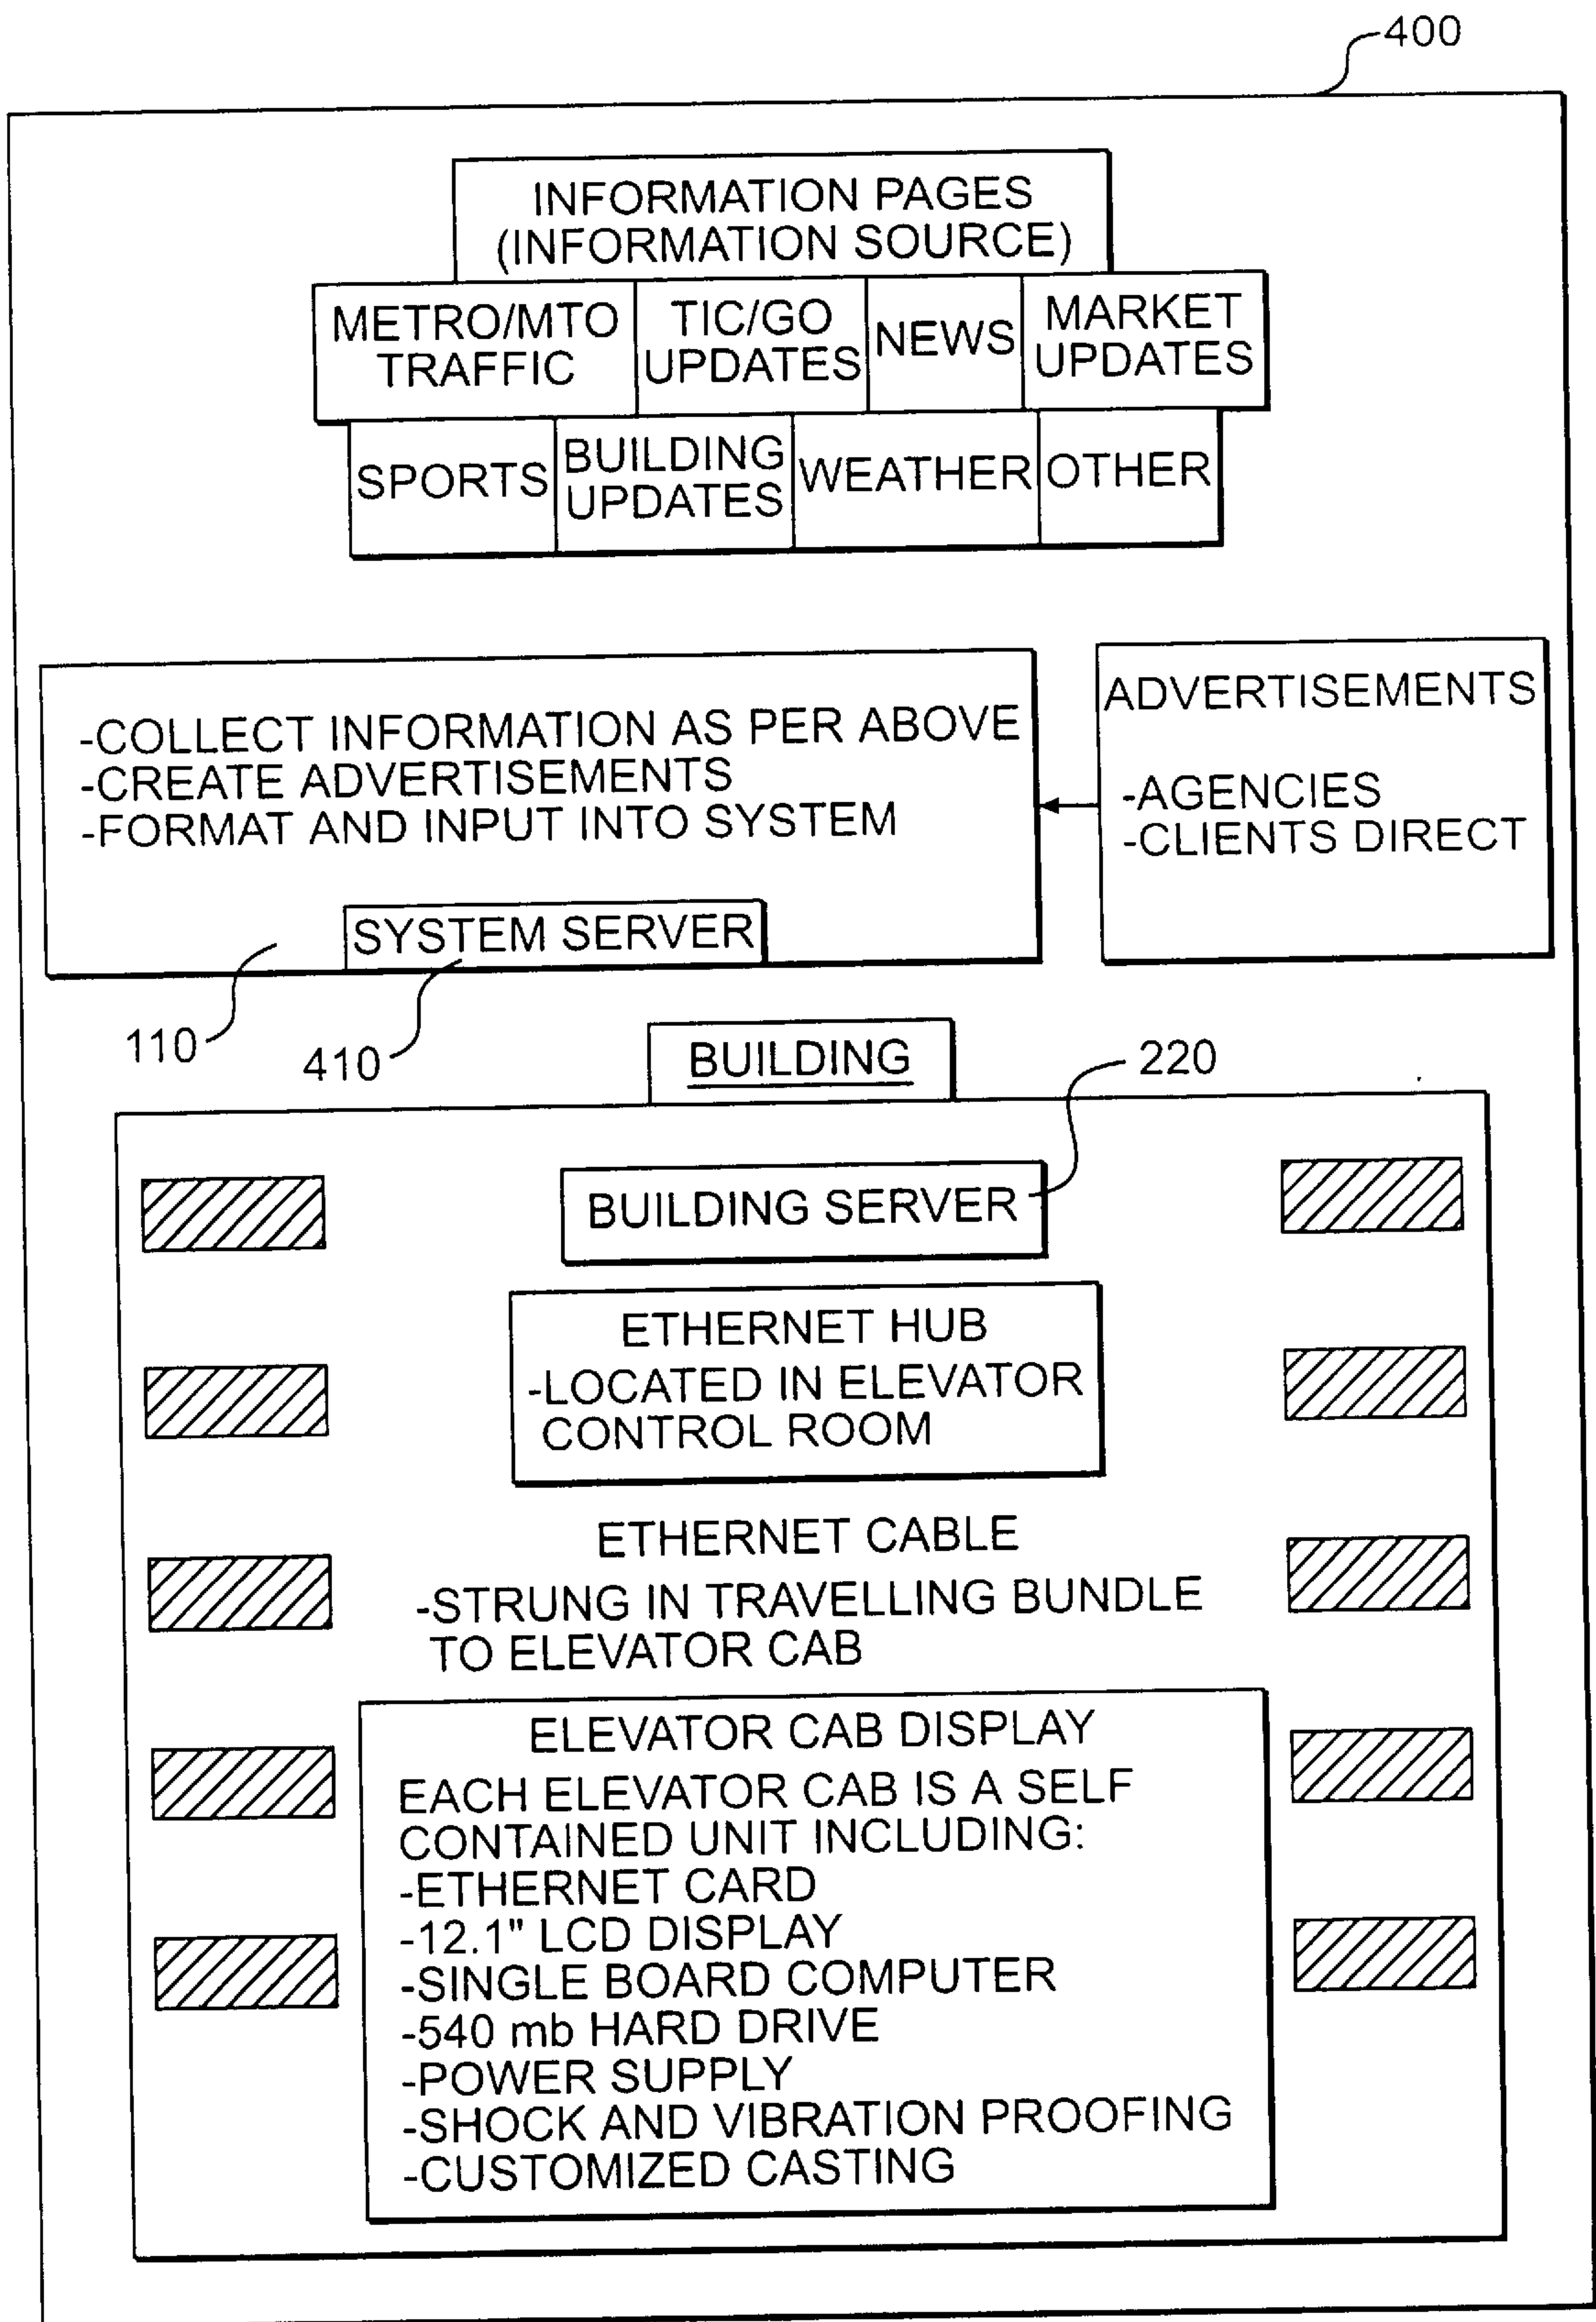 400
INFORMATION PAGES
(INFORMATION SOURCE)
METRO/MTO
TRAFFIC
TIC/GO
UPDATES
NEWS
MARKET
UPDATES
SPORTS
BUILDING
UPDATES
WEATHER
OTHER
-COLLECT INFORMATION AS PER ABOVE
-CREATE ADVERTISEMENTS
-FORMAT AND INPUT INTO SYSTEM
SYSTEM SERVER
ADVERTISEMENTS
-AGENCIES
-CLIENTS DIRECT
110
410
BUILDING
220
BUILDING SERVER
ETHERNET HUB
-LOCATED IN ELEVATOR
CONTROL ROOM
ETHERNET CABLE
-STRUNG IN TRAVELLING BUNDLE
TO ELEVATOR CAB
ELEVATOR CAB DISPLAY
EACH ELEVATOR CAB IS A SELF
CONTAINED UNIT INCLUDING:
-ETHERNET CARD
-12.1" LCD DISPLAY
-SINGLE BOARD COMPUTER
-540 mb HARD DRIVE
-POWER SUPPLY
-SHOCK AND VIBRATION PROOFING
-CUSTOMIZED CASTING